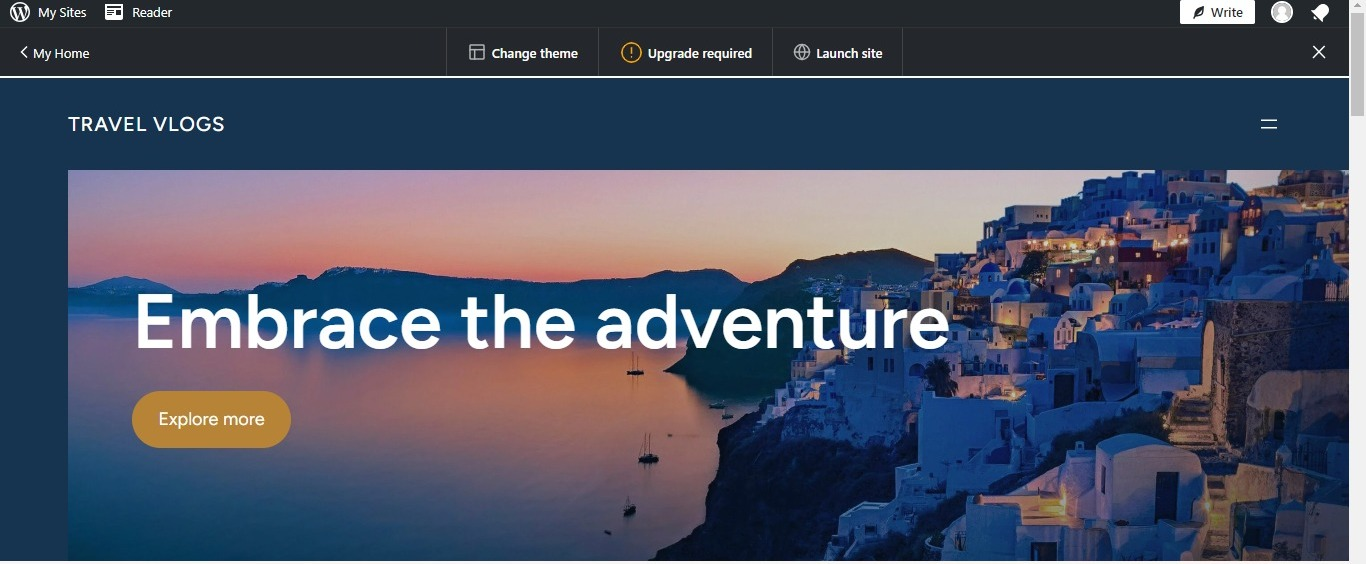 My Sites Reader Write
My Home Change theme Upgrade required Launch site
TRAVEL VLOGS
Embrace the adventure
Explore more